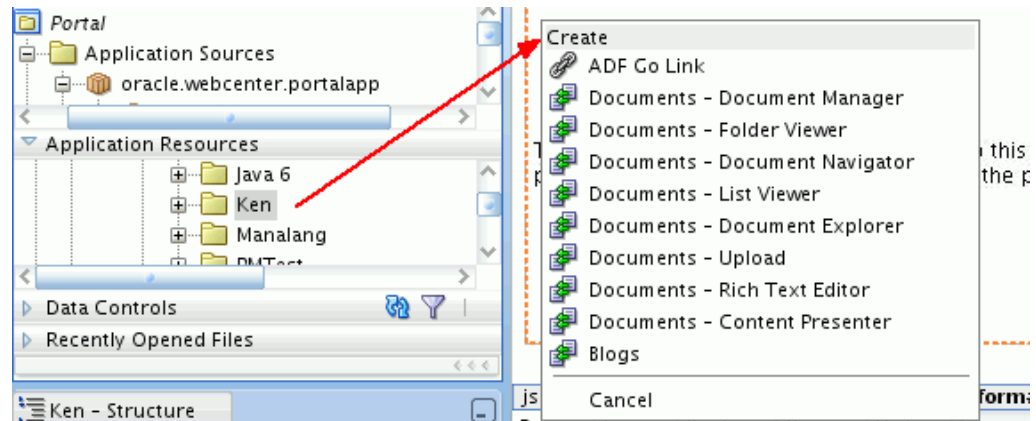 Portal
Application Sources
oracle.webcenter.portalapp
Application Resources
Java 6
Ken
Manalang
PMTest
Data Controls
Recently Opened Files
Ken - Structure
Create
ADF Go Link
Documents - Document Manager
Documents - Folder Viewer
Documents - Document Navigator
Documents - List Viewer
Documents - Document Explorer
Documents - Upload
Documents - Rich Text Editor
Documents - Content Presenter
Blogs
Cancel
this
the